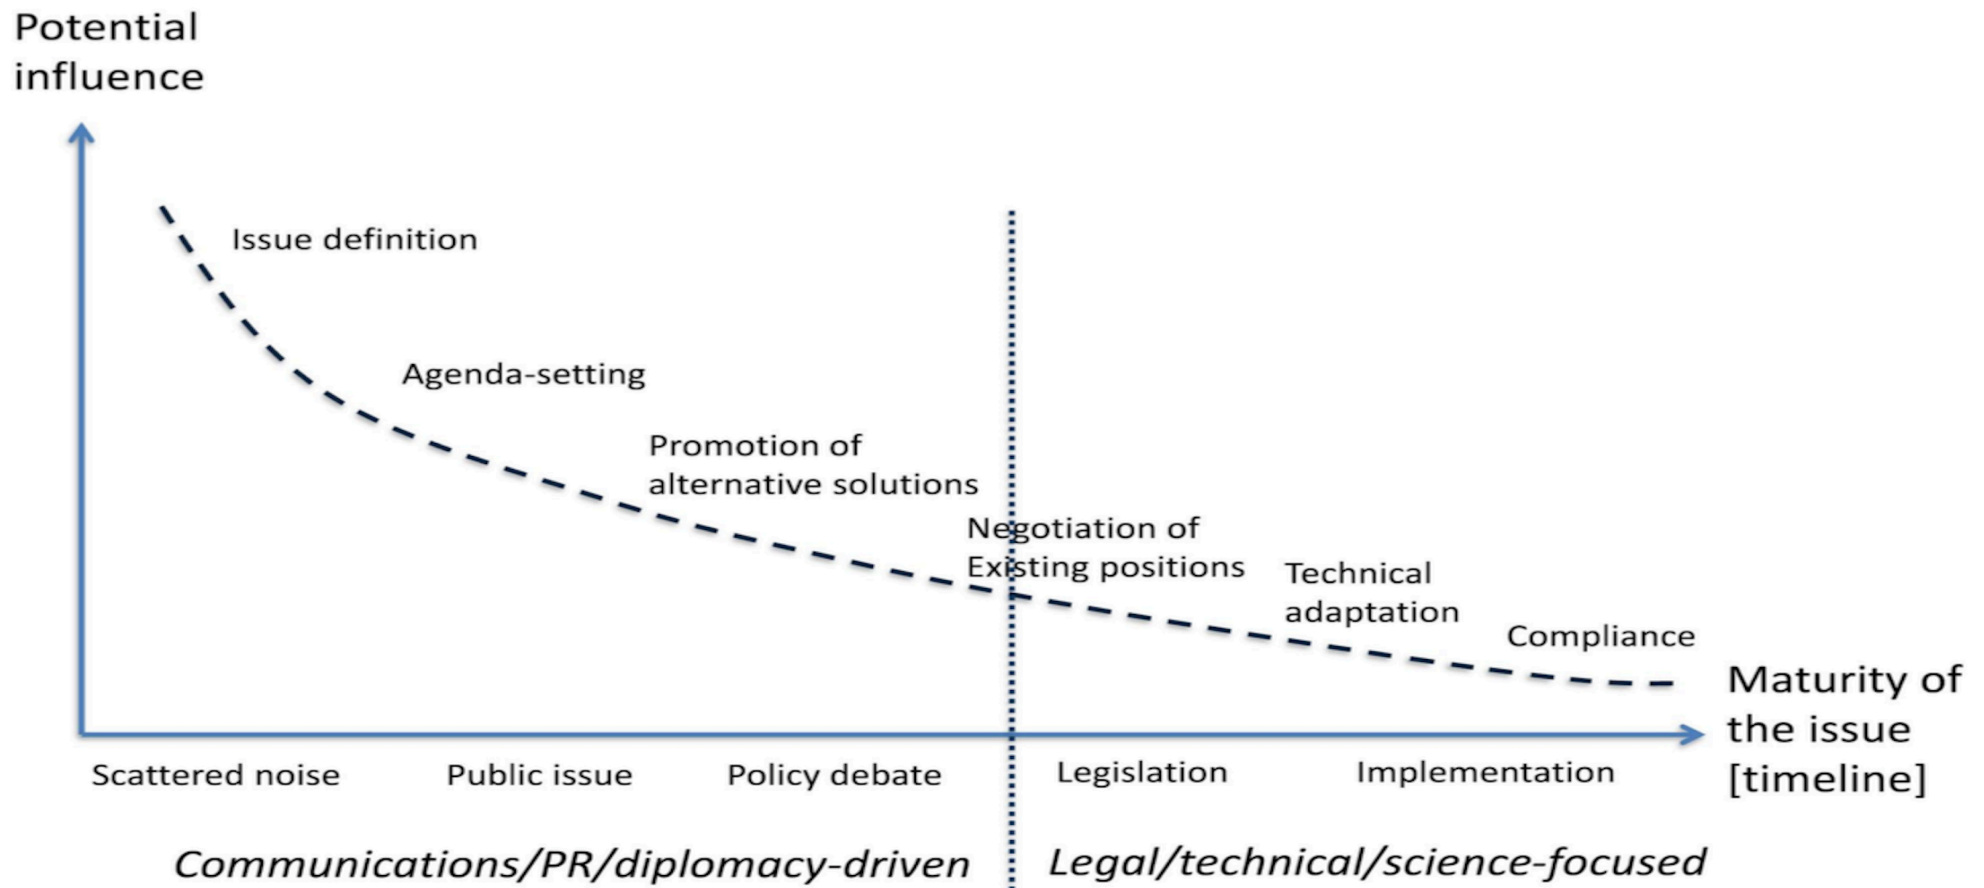 Potential
influence
Issue definition
Agenda-setting
Promotion of
alternative solutions
Negotiation of
Existing positions
Technical
adaptation
Compliance
Maturity of
the issue
[timeline]
Scattered noise
Public issue
Policy debate
Legislation
Implementation
Communications/PR/diplomacy-driven
Legal/technical/science-focused